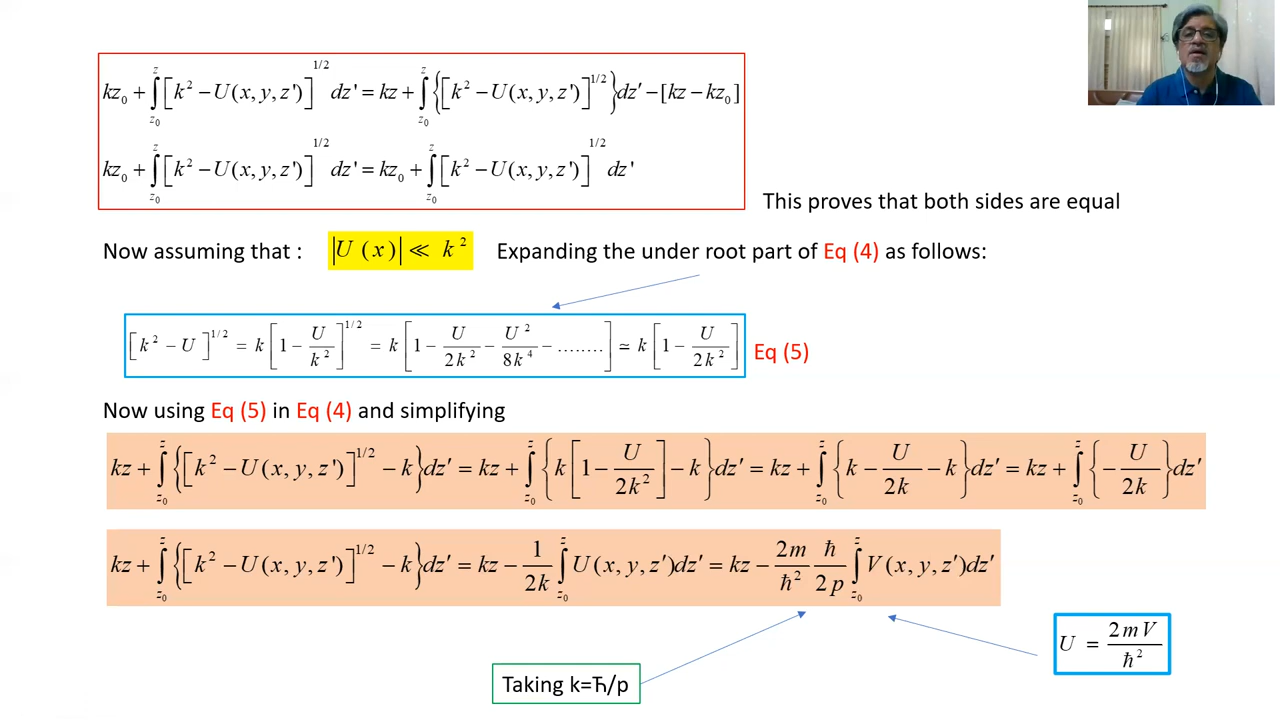 kz₀ + ∫_{z₀}^{z} [k² − U(x, y, z')]^{1/2} dz' = kz + ∫_{z₀}^{z} {[k² − U(x, y, z')]^{1/2}} dz' − [kz − kz₀]
kz₀ + ∫_{z₀}^{z} [k² − U(x, y, z')]^{1/2} dz' = kz₀ + ∫_{z₀}^{z} [k² − U(x, y, z')]^{1/2} dz'
This proves that both sides are equal
Now assuming that : |U (x)| ≪ k² Expanding the under root part of Eq (4) as follows:
[k² − U]^{1/2} = k[1 − U/k²]^{1/2} = k[1 − U/2k² − U²/8k⁴ − ........] ≃ k[1 − U/2k²] Eq (5)
Now using Eq (5) in Eq (4) and simplifying
kz + ∫_{z₀}^{z} {[k² − U(x, y, z')]^{1/2} − k} dz' = kz + ∫_{z₀}^{z} {k[1 − U/2k²] − k} dz' = kz + ∫_{z₀}^{z} {k − U/2k − k} dz' = kz + ∫_{z₀}^{z} {− U/2k} dz'
kz + ∫_{z₀}^{z} {[k² − U(x, y, z')]^{1/2} − k} dz' = kz − 1/2k ∫_{z₀}^{z} U(x, y, z')dz' = kz − 2m/ħ² ħ/2p ∫_{z₀}^{z} V(x, y, z')dz'
U = 2mV/ħ²
Taking k=Ћ/p